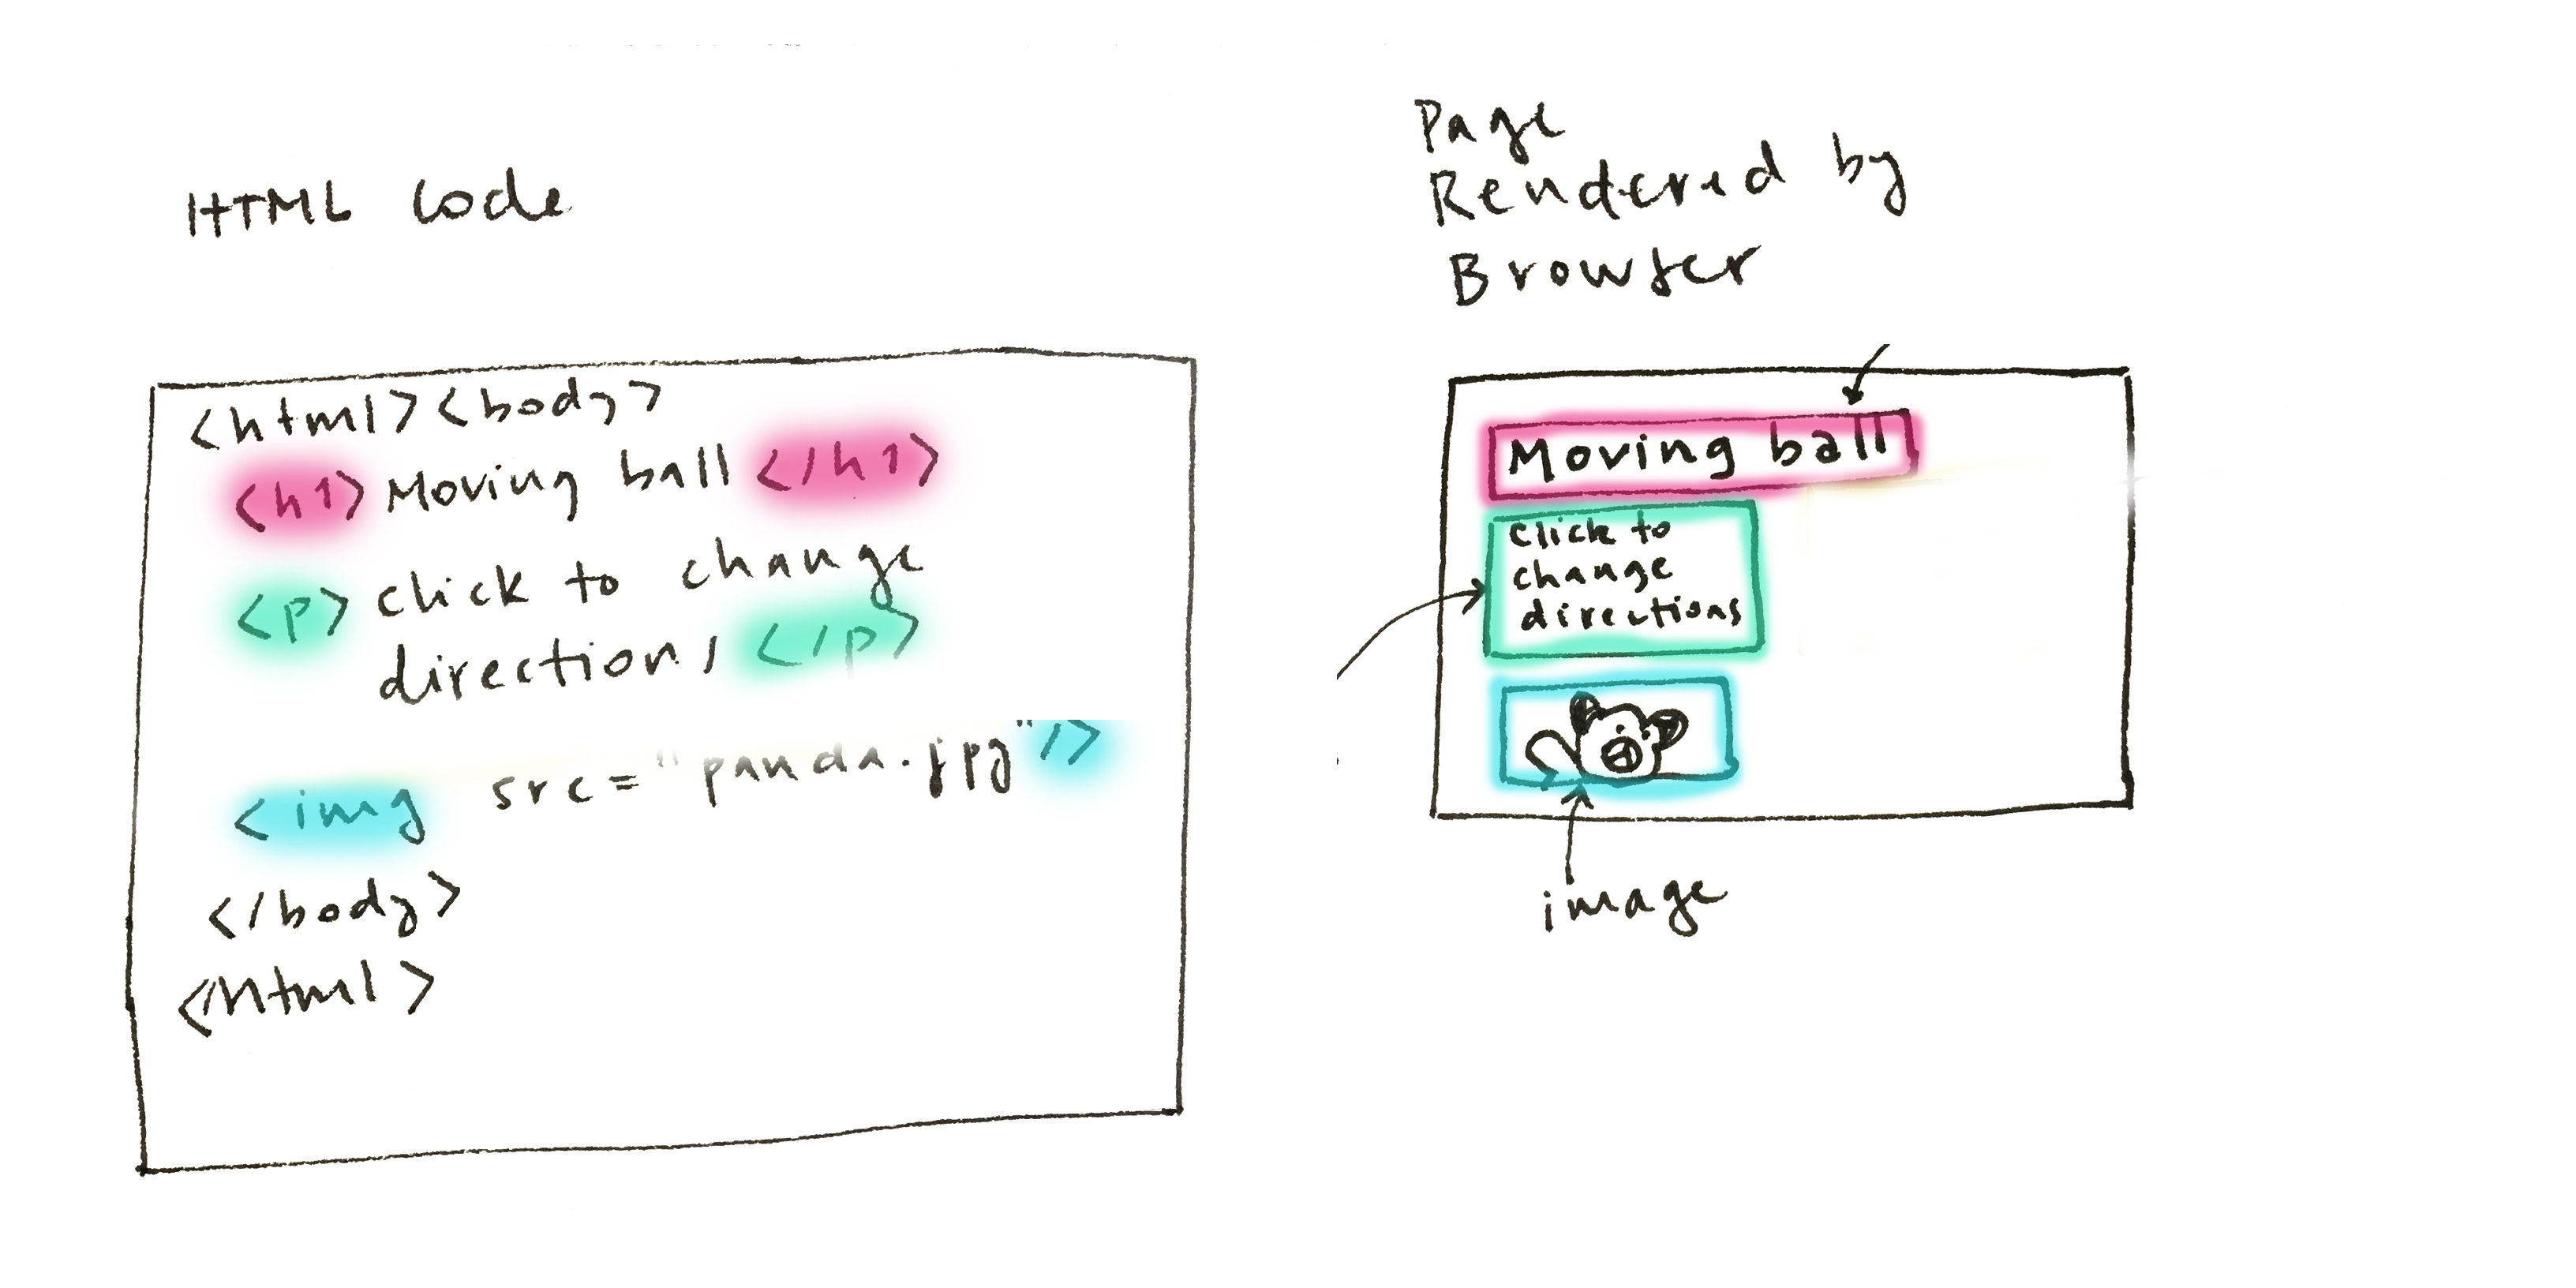 HTML Code
<html><body>
<h1> Moving ball </h1>
<p> click to change
directions </p>
<img src="panda.jpg"/>
</body>
</html>
Page
Rendered by
Browser
Moving ball
click to
change
directions
image